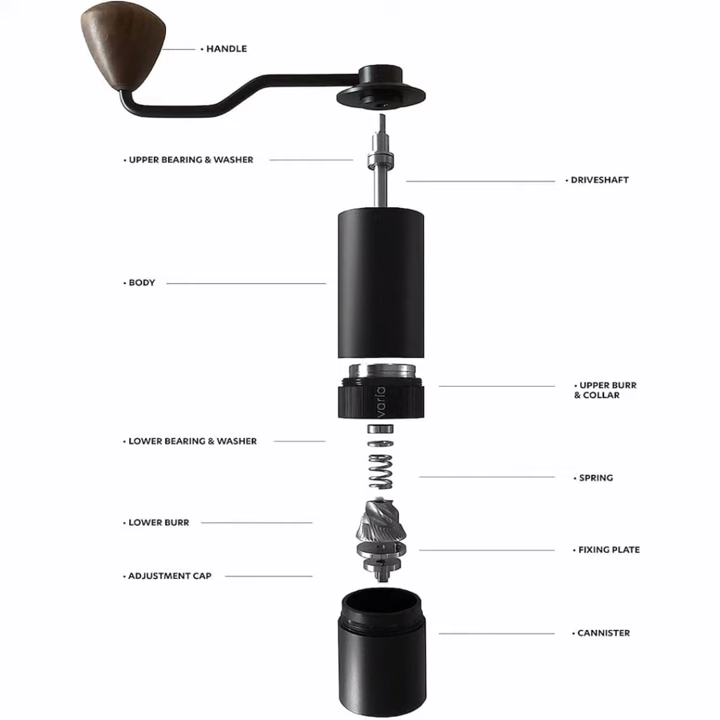 • HANDLE
• UPPER BEARING & WASHER
• DRIVESHAFT
• BODY
varia
• UPPER BURR
& COLLAR
• LOWER BEARING & WASHER
• SPRING
• LOWER BURR
• FIXING PLATE
• ADJUSTMENT CAP
• CANNISTER